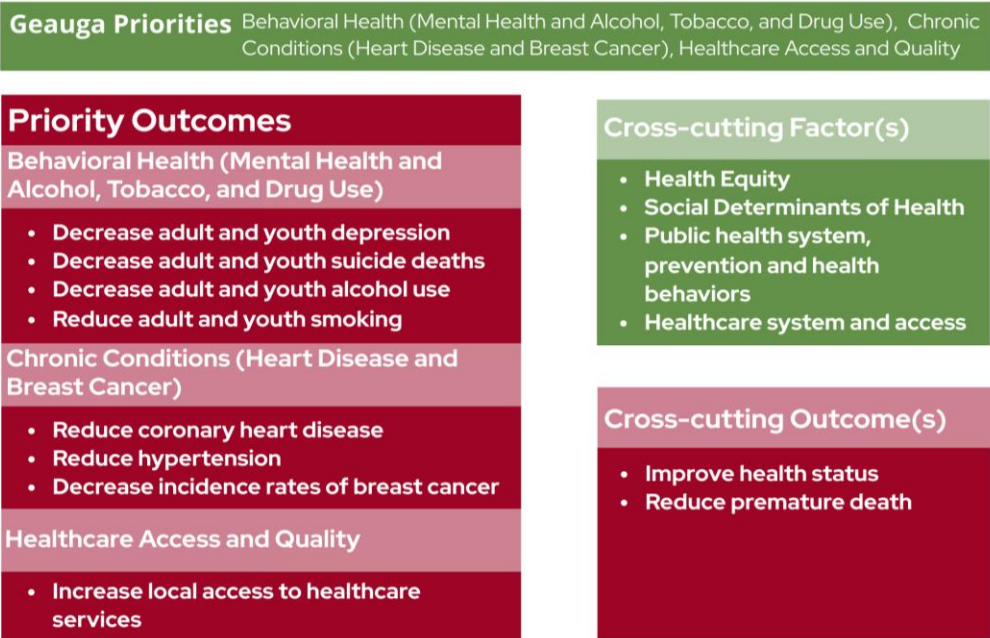 Geauga Priorities Behavioral Health (Mental Health and Alcohol, Tobacco, and Drug Use), Chronic
Conditions (Heart Disease and Breast Cancer), Healthcare Access and Quality
Priority Outcomes
Behavioral Health (Mental Health and
Alcohol, Tobacco, and Drug Use)
• Decrease adult and youth depression
• Decrease adult and youth suicide deaths
• Decrease adult and youth alcohol use
• Reduce adult and youth smoking
Chronic Conditions (Heart Disease and
Breast Cancer)
• Reduce coronary heart disease
• Reduce hypertension
• Decrease incidence rates of breast cancer
Healthcare Access and Quality
• Increase local access to healthcare
services
Cross-cutting Factor(s)
• Health Equity
• Social Determinants of Health
• Public health system,
prevention and health
behaviors
• Healthcare system and access
Cross-cutting Outcome(s)
• Improve health status
• Reduce premature death